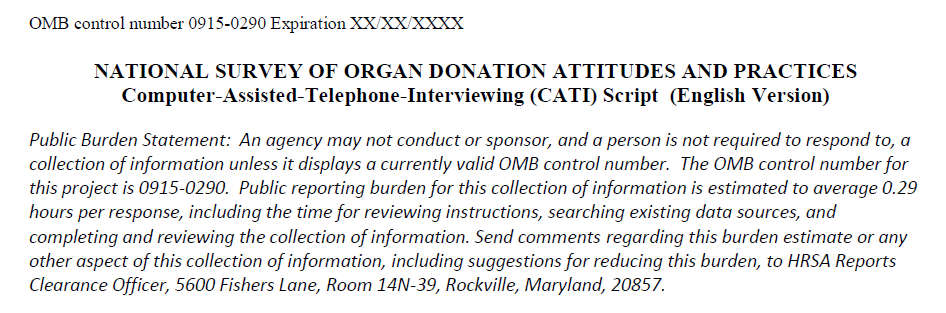 OMB control number 0915-0290 Expiration XX/XX/XXXX
NATIONAL SURVEY OF ORGAN DONATION ATTITUDES AND PRACTICES
Computer-Assisted-Telephone-Interviewing (CATI) Script  (English Version)
Public Burden Statement:  An agency may not conduct or sponsor, and a person is not required to respond to, a
collection of information unless it displays a currently valid OMB control number.  The OMB control number for
this project is 0915-0290.  Public reporting burden for this collection of information is estimated to average 0.29
hours per response, including the time for reviewing instructions, searching existing data sources, and
completing and reviewing the collection of information. Send comments regarding this burden estimate or any
other aspect of this collection of information, including suggestions for reducing this burden, to HRSA Reports
Clearance Officer, 5600 Fishers Lane, Room 14N-39, Rockville, Maryland, 20857.